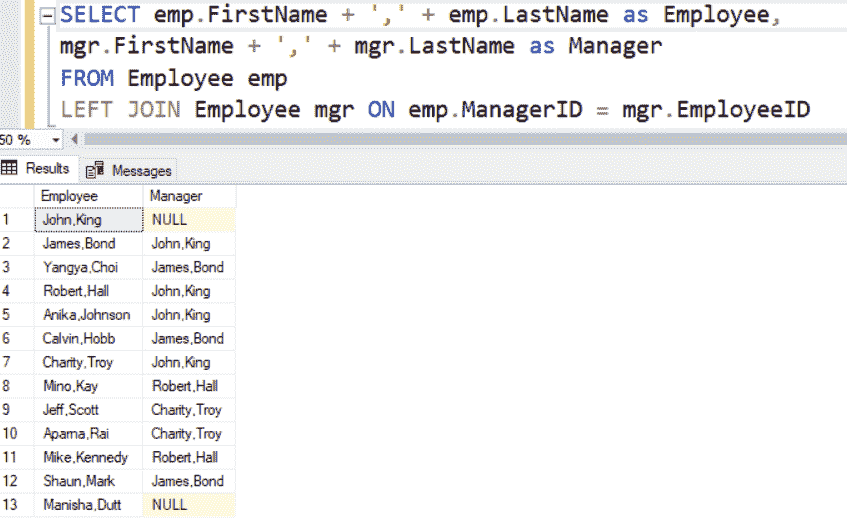 SELECT emp.FirstName + ',' + emp.LastName as Employee,
mgr.FirstName + ',' + mgr.LastName as Manager
FROM Employee emp
LEFT JOIN Employee mgr ON emp.ManagerID = mgr.EmployeeID
50 %
Results Messages
Employee Manager
1 John,King NULL
2 James,Bond John,King
3 Yangya,Choi James,Bond
4 Robert,Hall John,King
5 Anika,Johnson John,King
6 Calvin,Hobb James,Bond
7 Charity,Troy John,King
8 Mino,Kay Robert,Hall
9 Jeff,Scott Charity,Troy
10 Aparna,Rai Charity,Troy
11 Mike,Kennedy Robert,Hall
12 Shaun,Mark James,Bond
13 Manisha,Dutt NULL